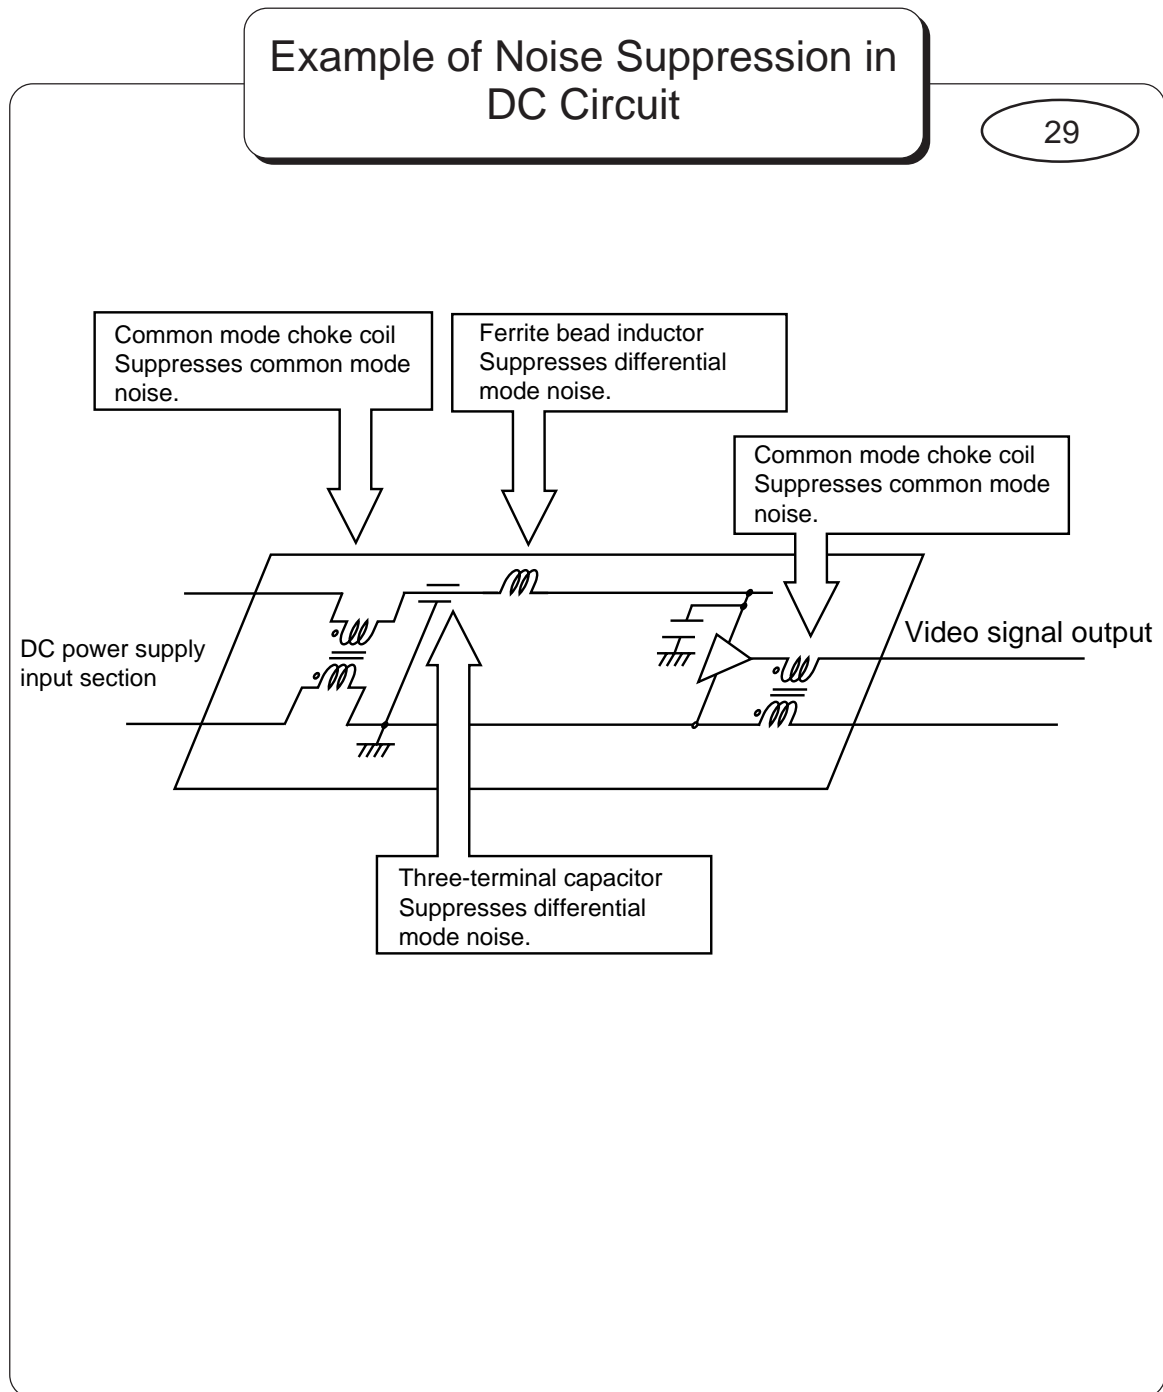 Example of Noise Suppression in
DC Circuit
29
Common mode choke coil
Suppresses common mode
noise.
Ferrite bead inductor
Suppresses differential
mode noise.
Common mode choke coil
Suppresses common mode
noise.
DC power supply
input section
Video signal output
Three-terminal capacitor
Suppresses differential
mode noise.